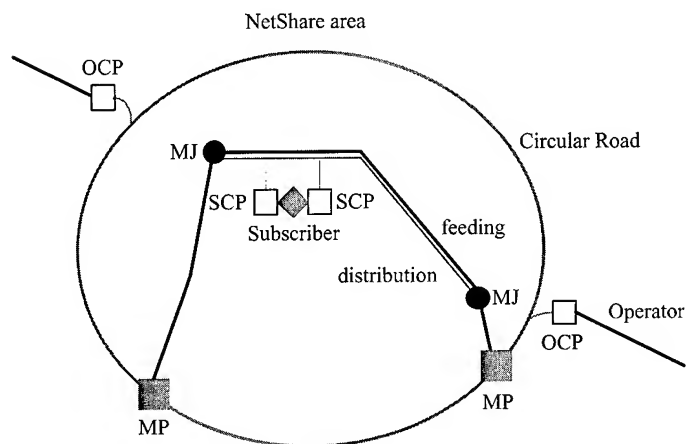 NetShare area
OCP
MJ
Circular Road
SCP
SCP
Subscriber
feeding
distribution
MJ
Operator
OCP
MP
MP